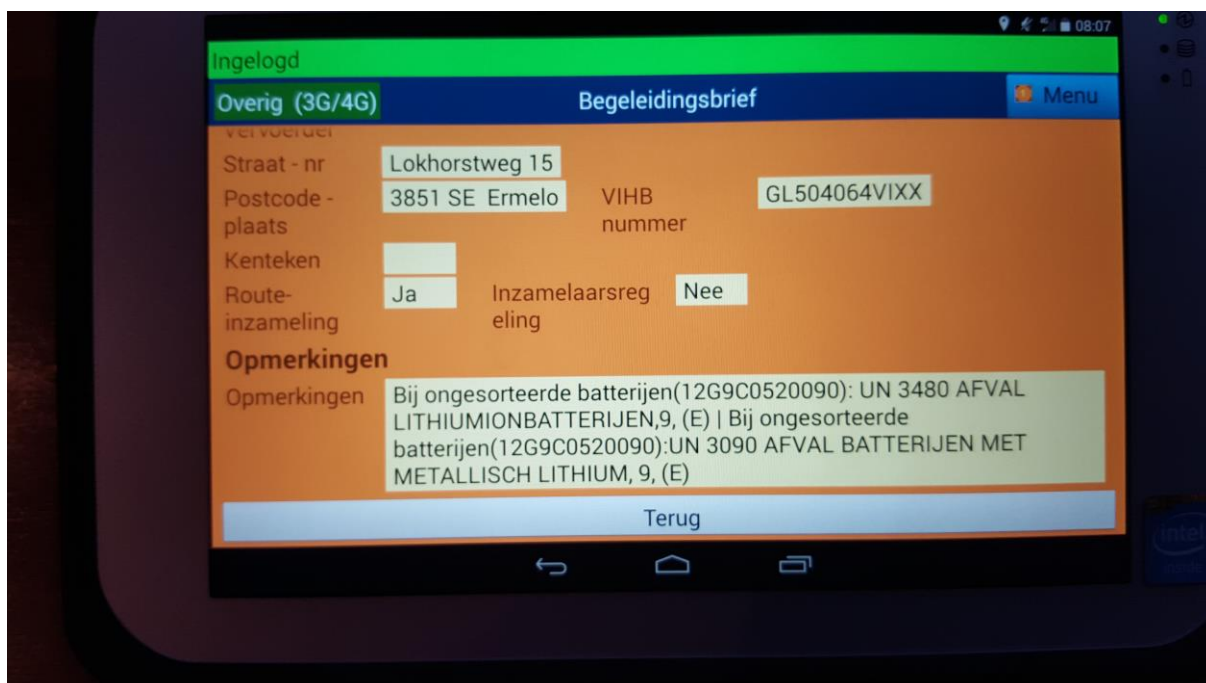 08:07
Ingelogd
Overig (3G/4G) Begeleidingsbrief Menu
Vervoerder
Straat - nr Lokhorstweg 15
Postcode - plaats 3851 SE Ermelo VIHB nummer GL504064VIXX
Kenteken
Route- inzameling Ja Inzamelaarsreg eling Nee
Opmerkingen
Opmerkingen Bij ongesorteerde batterijen(12G9C0520090): UN 3480 AFVAL
LITHIUMIONBATTERIJEN,9, (E) | Bij ongesorteerde
batterijen(12G9C0520090):UN 3090 AFVAL BATTERIJEN MET
METALLISCH LITHIUM, 9, (E)
Terug
intel